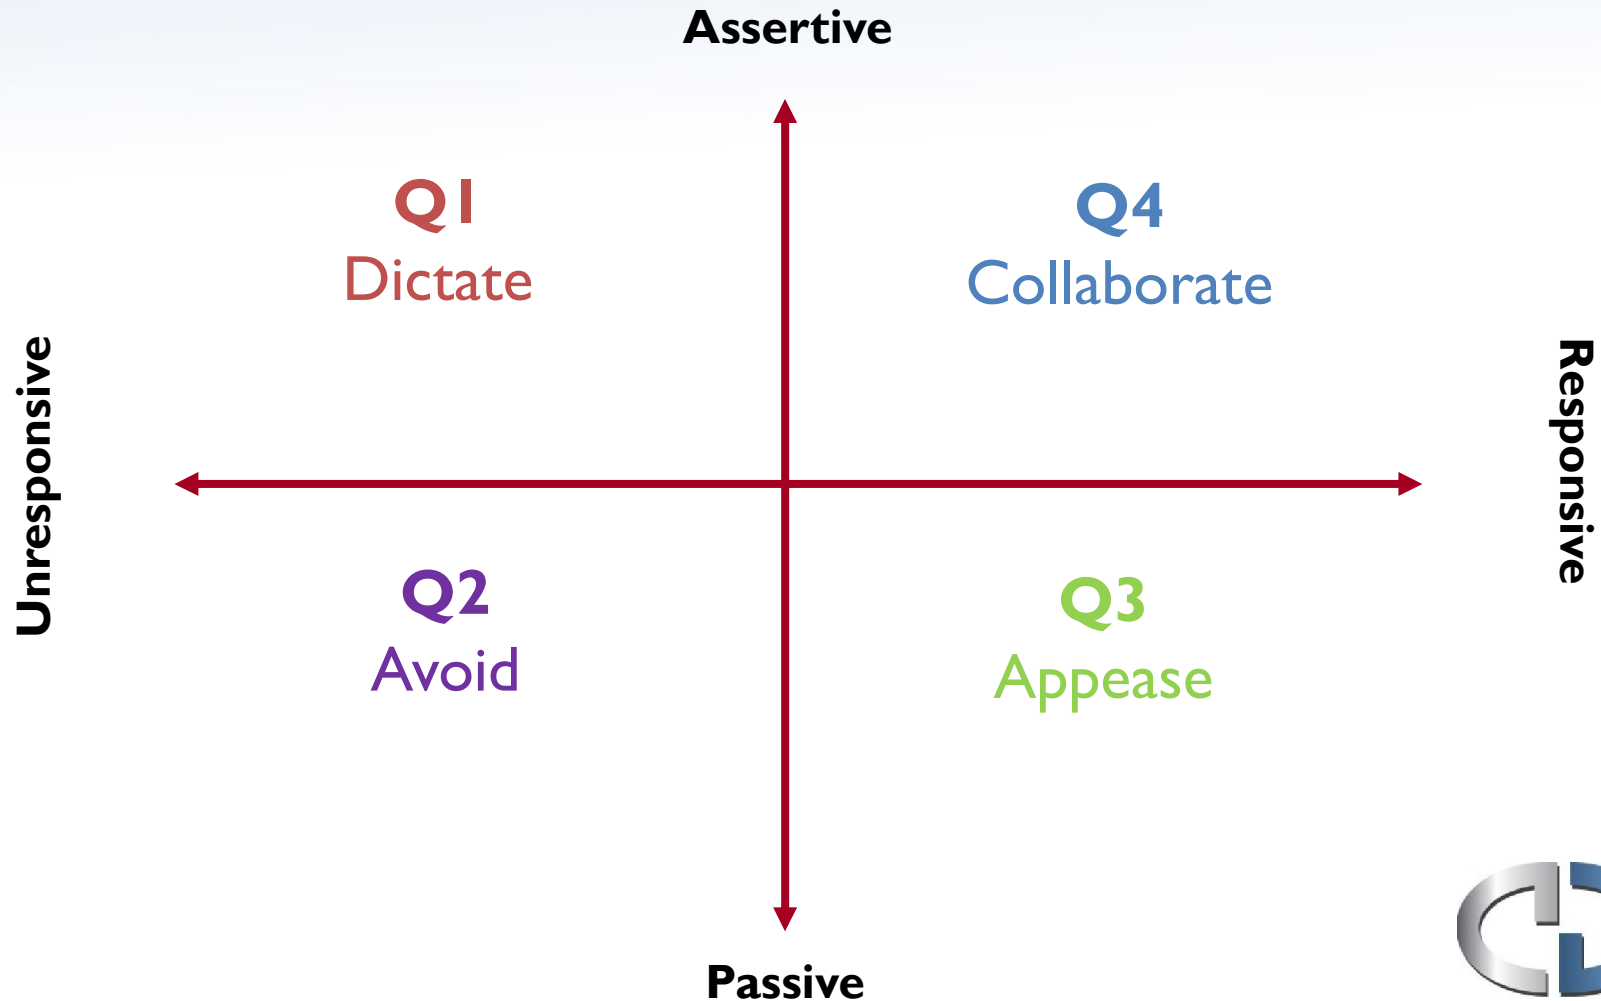 Assertive
Q1
Dictate
Q4
Collaborate
Unresponsive
Responsive
Q2
Avoid
Q3
Appease
Passive